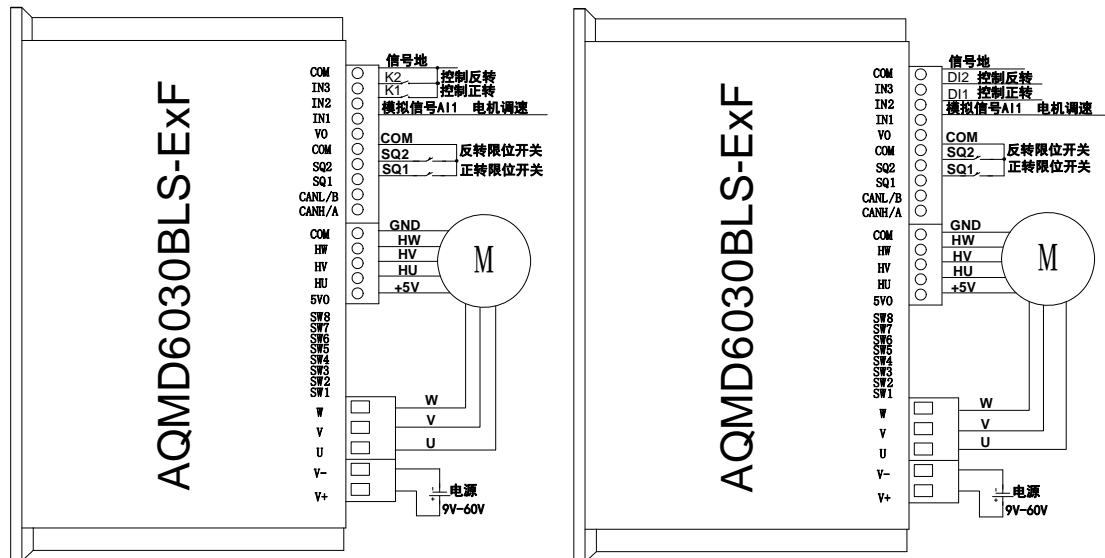 AQMD6030BLS-ExF
COM
IN3
IN2
IN1
VO
COM
SQ2
SQ1
CANL/B
CANH/A
COM
HW
HV
HU
5VO
SW8
SW7
SW6
SW5
SW4
SW3
SW2
SW1
W
V
U
V-
V+
信号地
K2 控制反转
K1 控制正转
模拟信号AI1 电机调速
COM
SQ2 反转限位开关
SQ1 正转限位开关
GND
HW
HV
HU
+5V
M
W
V
U
电源
9V-60V
AQMD6030BLS-ExF
COM
IN3
IN2
IN1
VO
COM
SQ2
SQ1
CANL/B
CANH/A
COM
HW
HV
HU
5VO
SW8
SW7
SW6
SW5
SW4
SW3
SW2
SW1
W
V
U
V-
V+
信号地
DI2 控制反转
DI1 控制正转
模拟信号AI1 电机调速
COM
SQ2 反转限位开关
SQ1 正转限位开关
GND
HW
HV
HU
+5V
M
W
V
U
电源
9V-60V